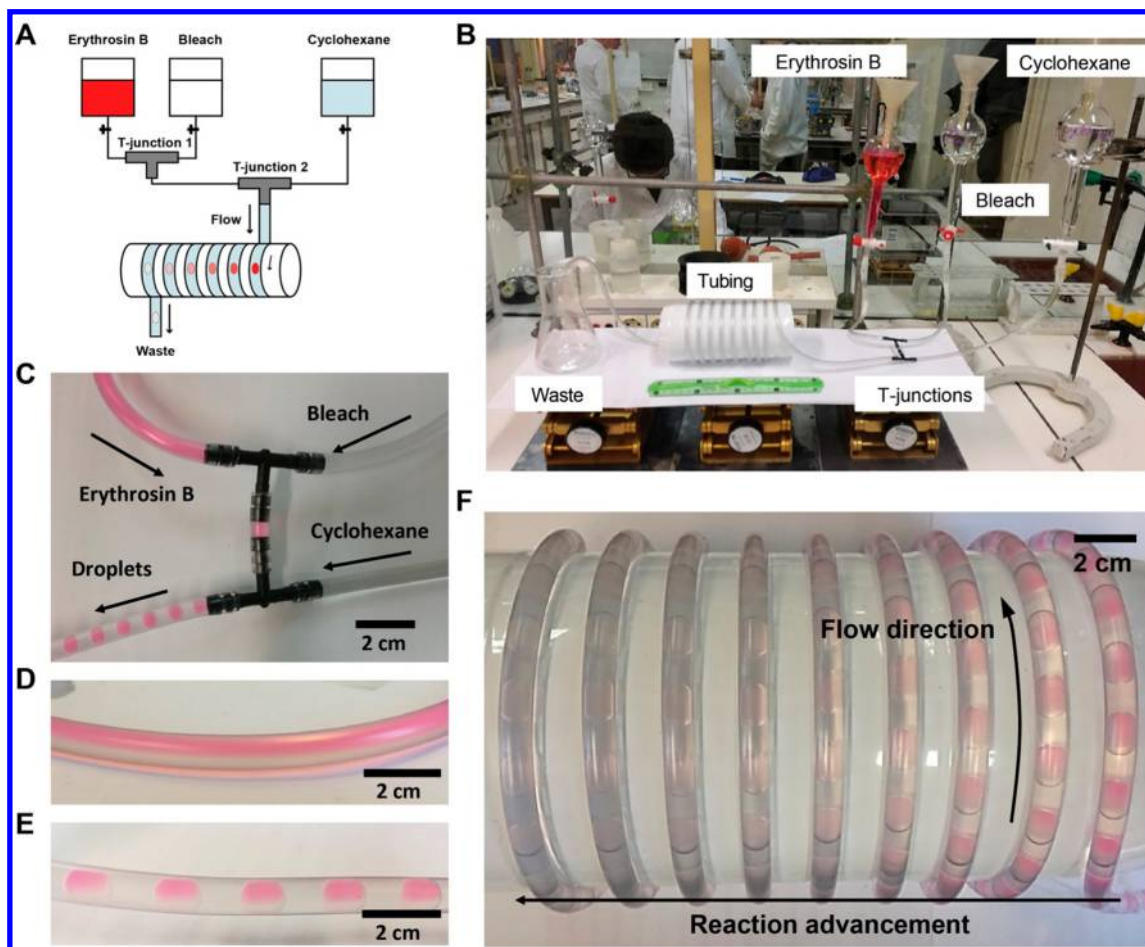 A
Erythrosin B
Bleach
Cyclohexane
T-junction 1
T-junction 2
Flow
Waste
B
Erythrosin B
Cyclohexane
Bleach
Tubing
Waste
T-junctions
C
Bleach
Erythrosin B
Cyclohexane
Droplets
2 cm
D
2 cm
E
2 cm
F
2 cm
Flow direction
Reaction advancement